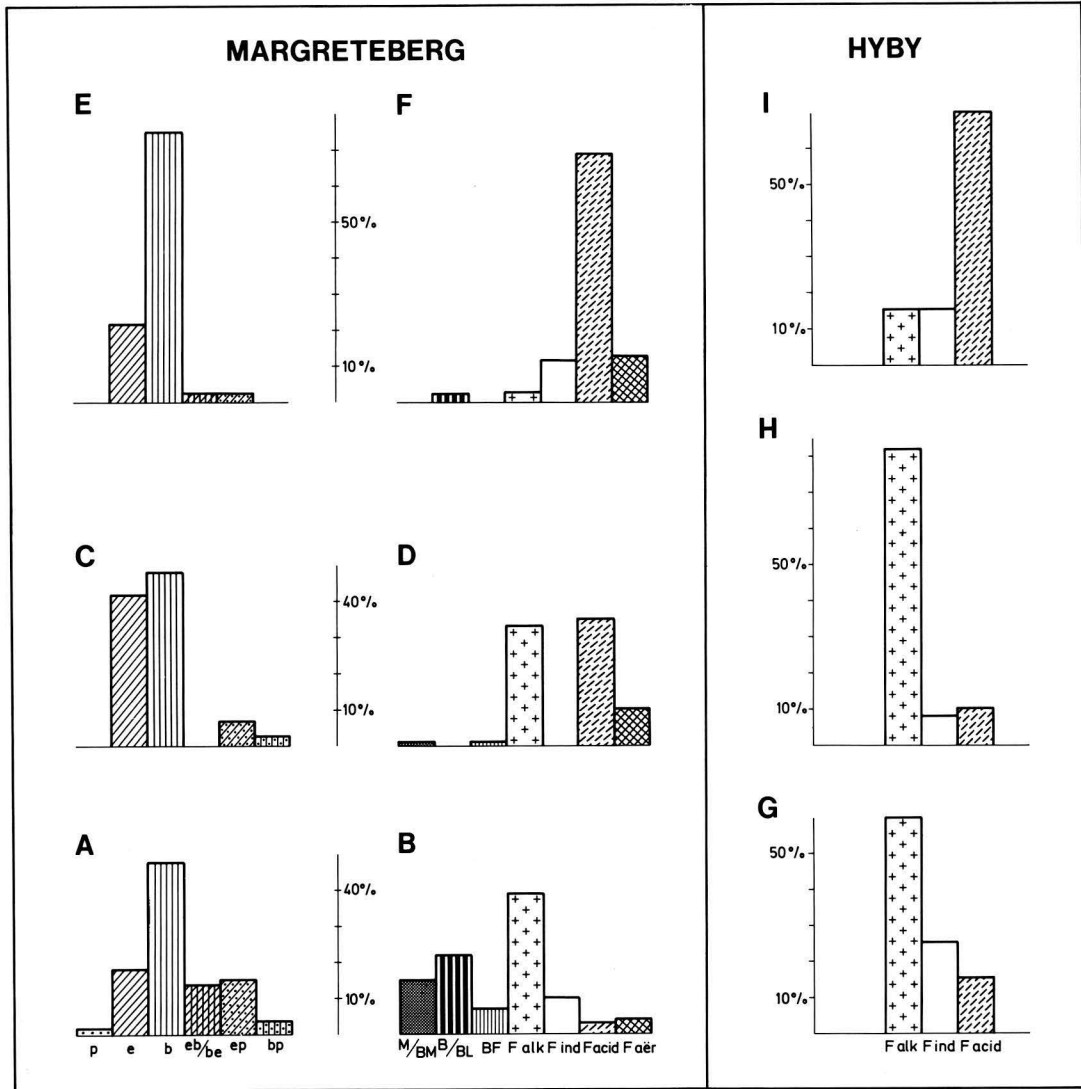 MARGRETEBERG
HYBY
E
F
I
50%
10%
50%
10%
C
D
H
40%
10%
50%
10%
A
B
G
40%
10%
50%
10%
p e b eb/be ep bp
M/BM B/BL BF F alk F ind F acid F aër
F alk F ind F acid